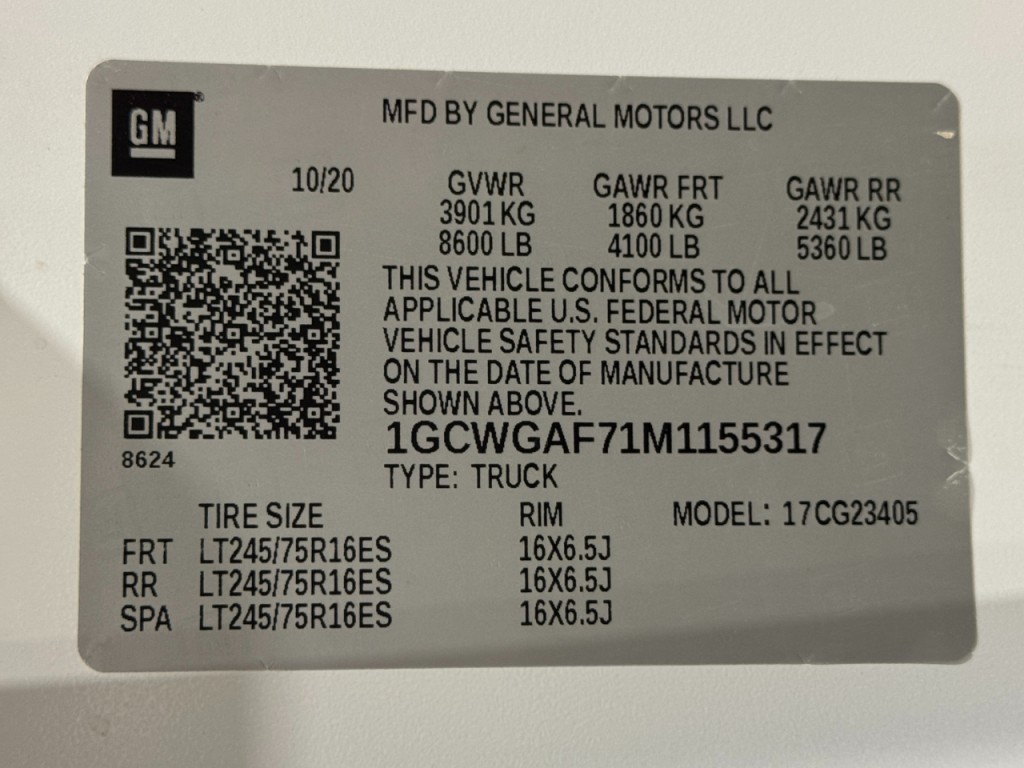 GM®
MFD BY GENERAL MOTORS LLC
10/20 GVWR GAWR FRT GAWR RR
3901 KG 1860 KG 2431 KG
8600 LB 4100 LB 5360 LB
THIS VEHICLE CONFORMS TO ALL
APPLICABLE U.S. FEDERAL MOTOR
VEHICLE SAFETY STANDARDS IN EFFECT
ON THE DATE OF MANUFACTURE
SHOWN ABOVE.
1GCWGAF71M1155317
8624
TYPE: TRUCK
TIRE SIZE RIM MODEL: 17CG23405
FRT LT245/75R16ES 16X6.5J
RR LT245/75R16ES 16X6.5J
SPA LT245/75R16ES 16X6.5J